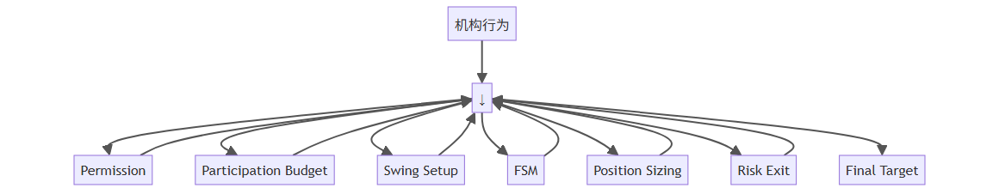 机构行为
↓
Permission
Participation Budget
Swing Setup
FSM
Position Sizing
Risk Exit
Final Target